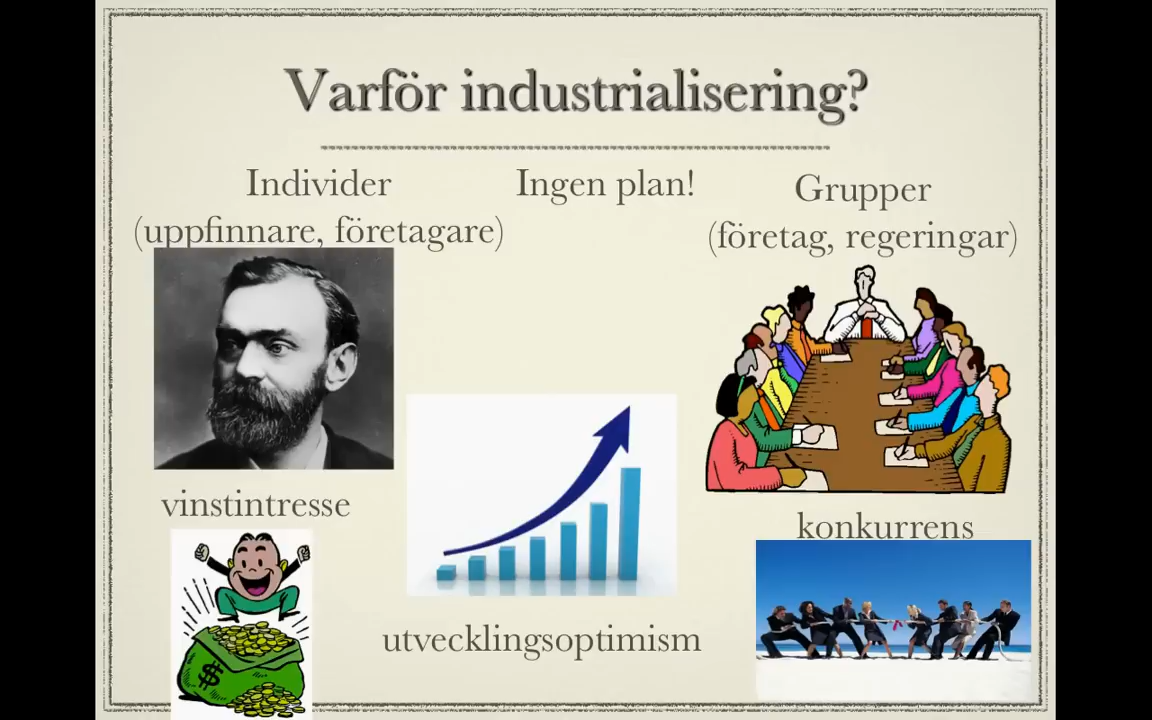 Varför industrialisering?
Individer
(uppfinnare, företagare)
Ingen plan!
Grupper
(företag, regeringar)
vinstintresse
$
utvecklingsoptimism
konkurrens